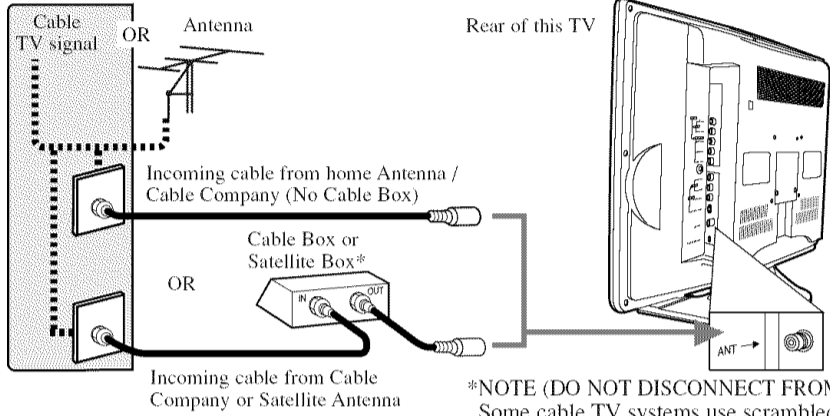 Cable
TV signal
OR
Antenna
Rear of this TV
Incoming cable from home Antenna /
Cable Company (No Cable Box)
Cable Box or
Satellite Box*
OR
IN
OUT
ANT
Incoming cable from Cable
Company or Satellite Antenna
*NOTE (DO NOT DISCONNECT FROM
Some cable TV systems use scrambled